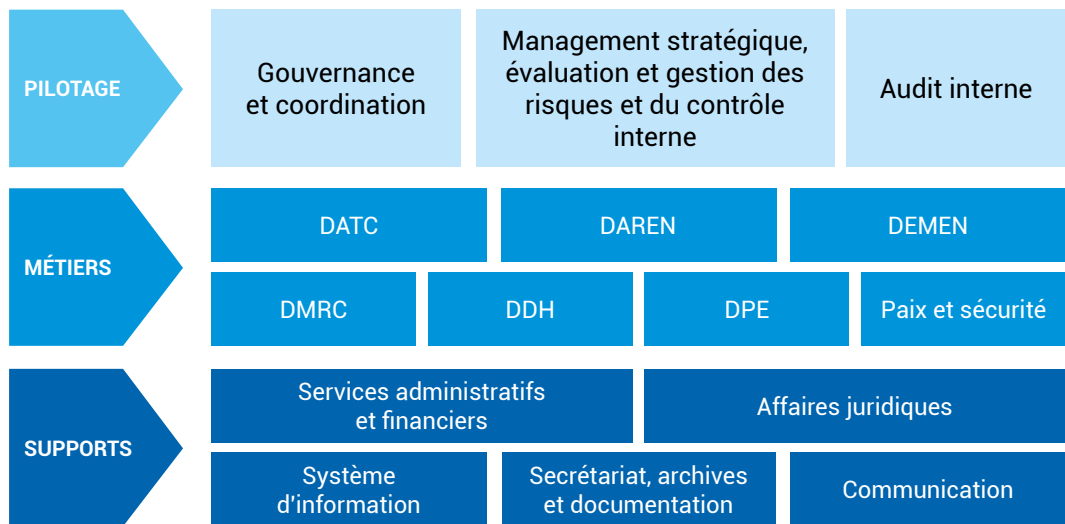 PILOTAGE
Gouvernance
et coordination
Management stratégique,
évaluation et gestion des
risques et du contrôle
interne
Audit interne
MÉTIERS
DATC
DAREN
DEMEN
DMRC
DDH
DPE
Paix et sécurité
SUPPORTS
Services administratifs
et financiers
Affaires juridiques
Système
d'information
Secrétariat, archives
et documentation
Communication